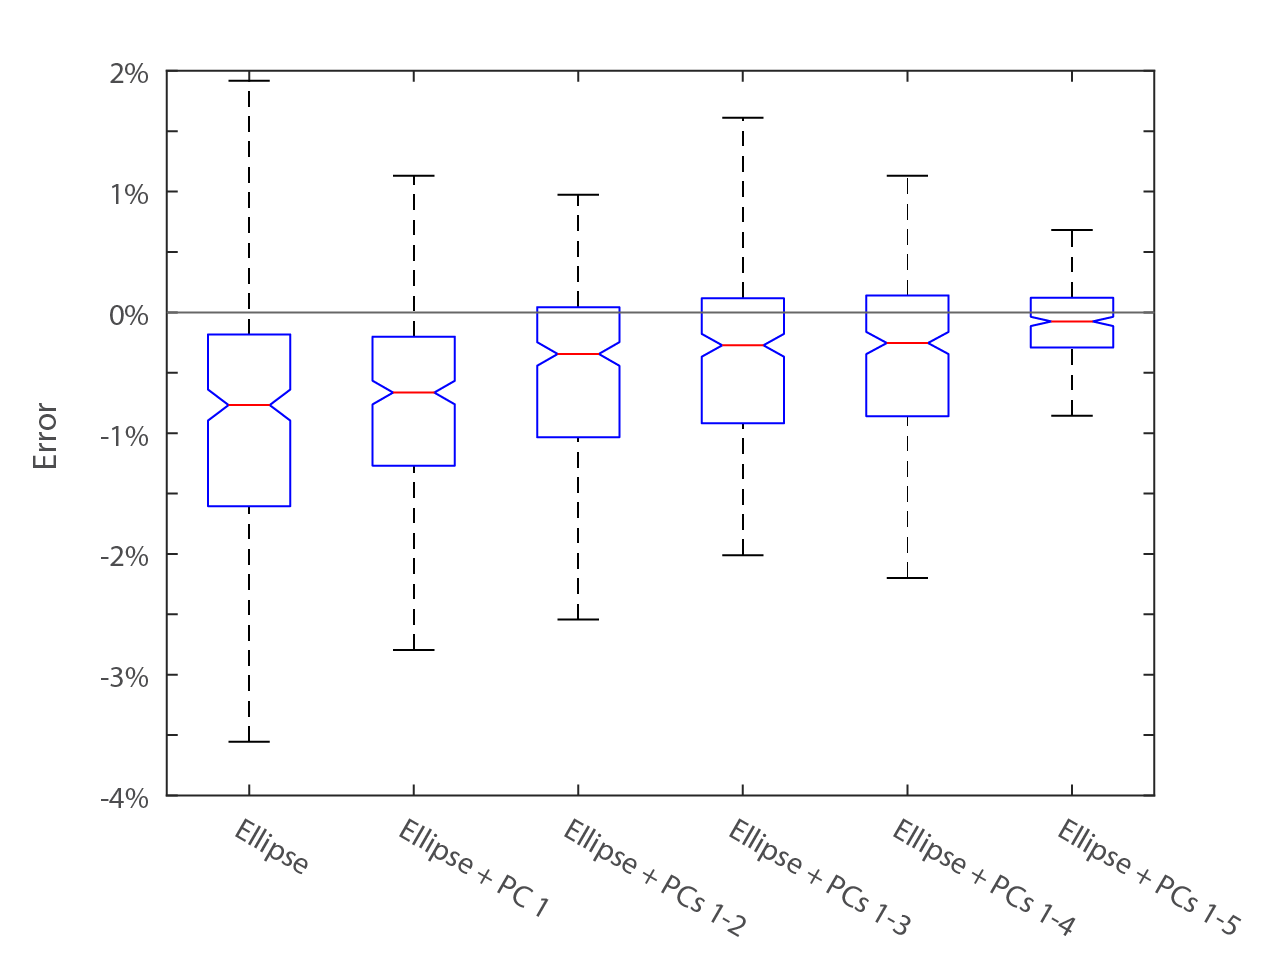 2%
1%
0%
-1%
-2%
-3%
-4%
Error
Ellipse
Ellipse + PC 1
Ellipse + PCs 1-2
Ellipse + PCs 1-3
Ellipse + PCs 1-4
Ellipse + PCs 1-5